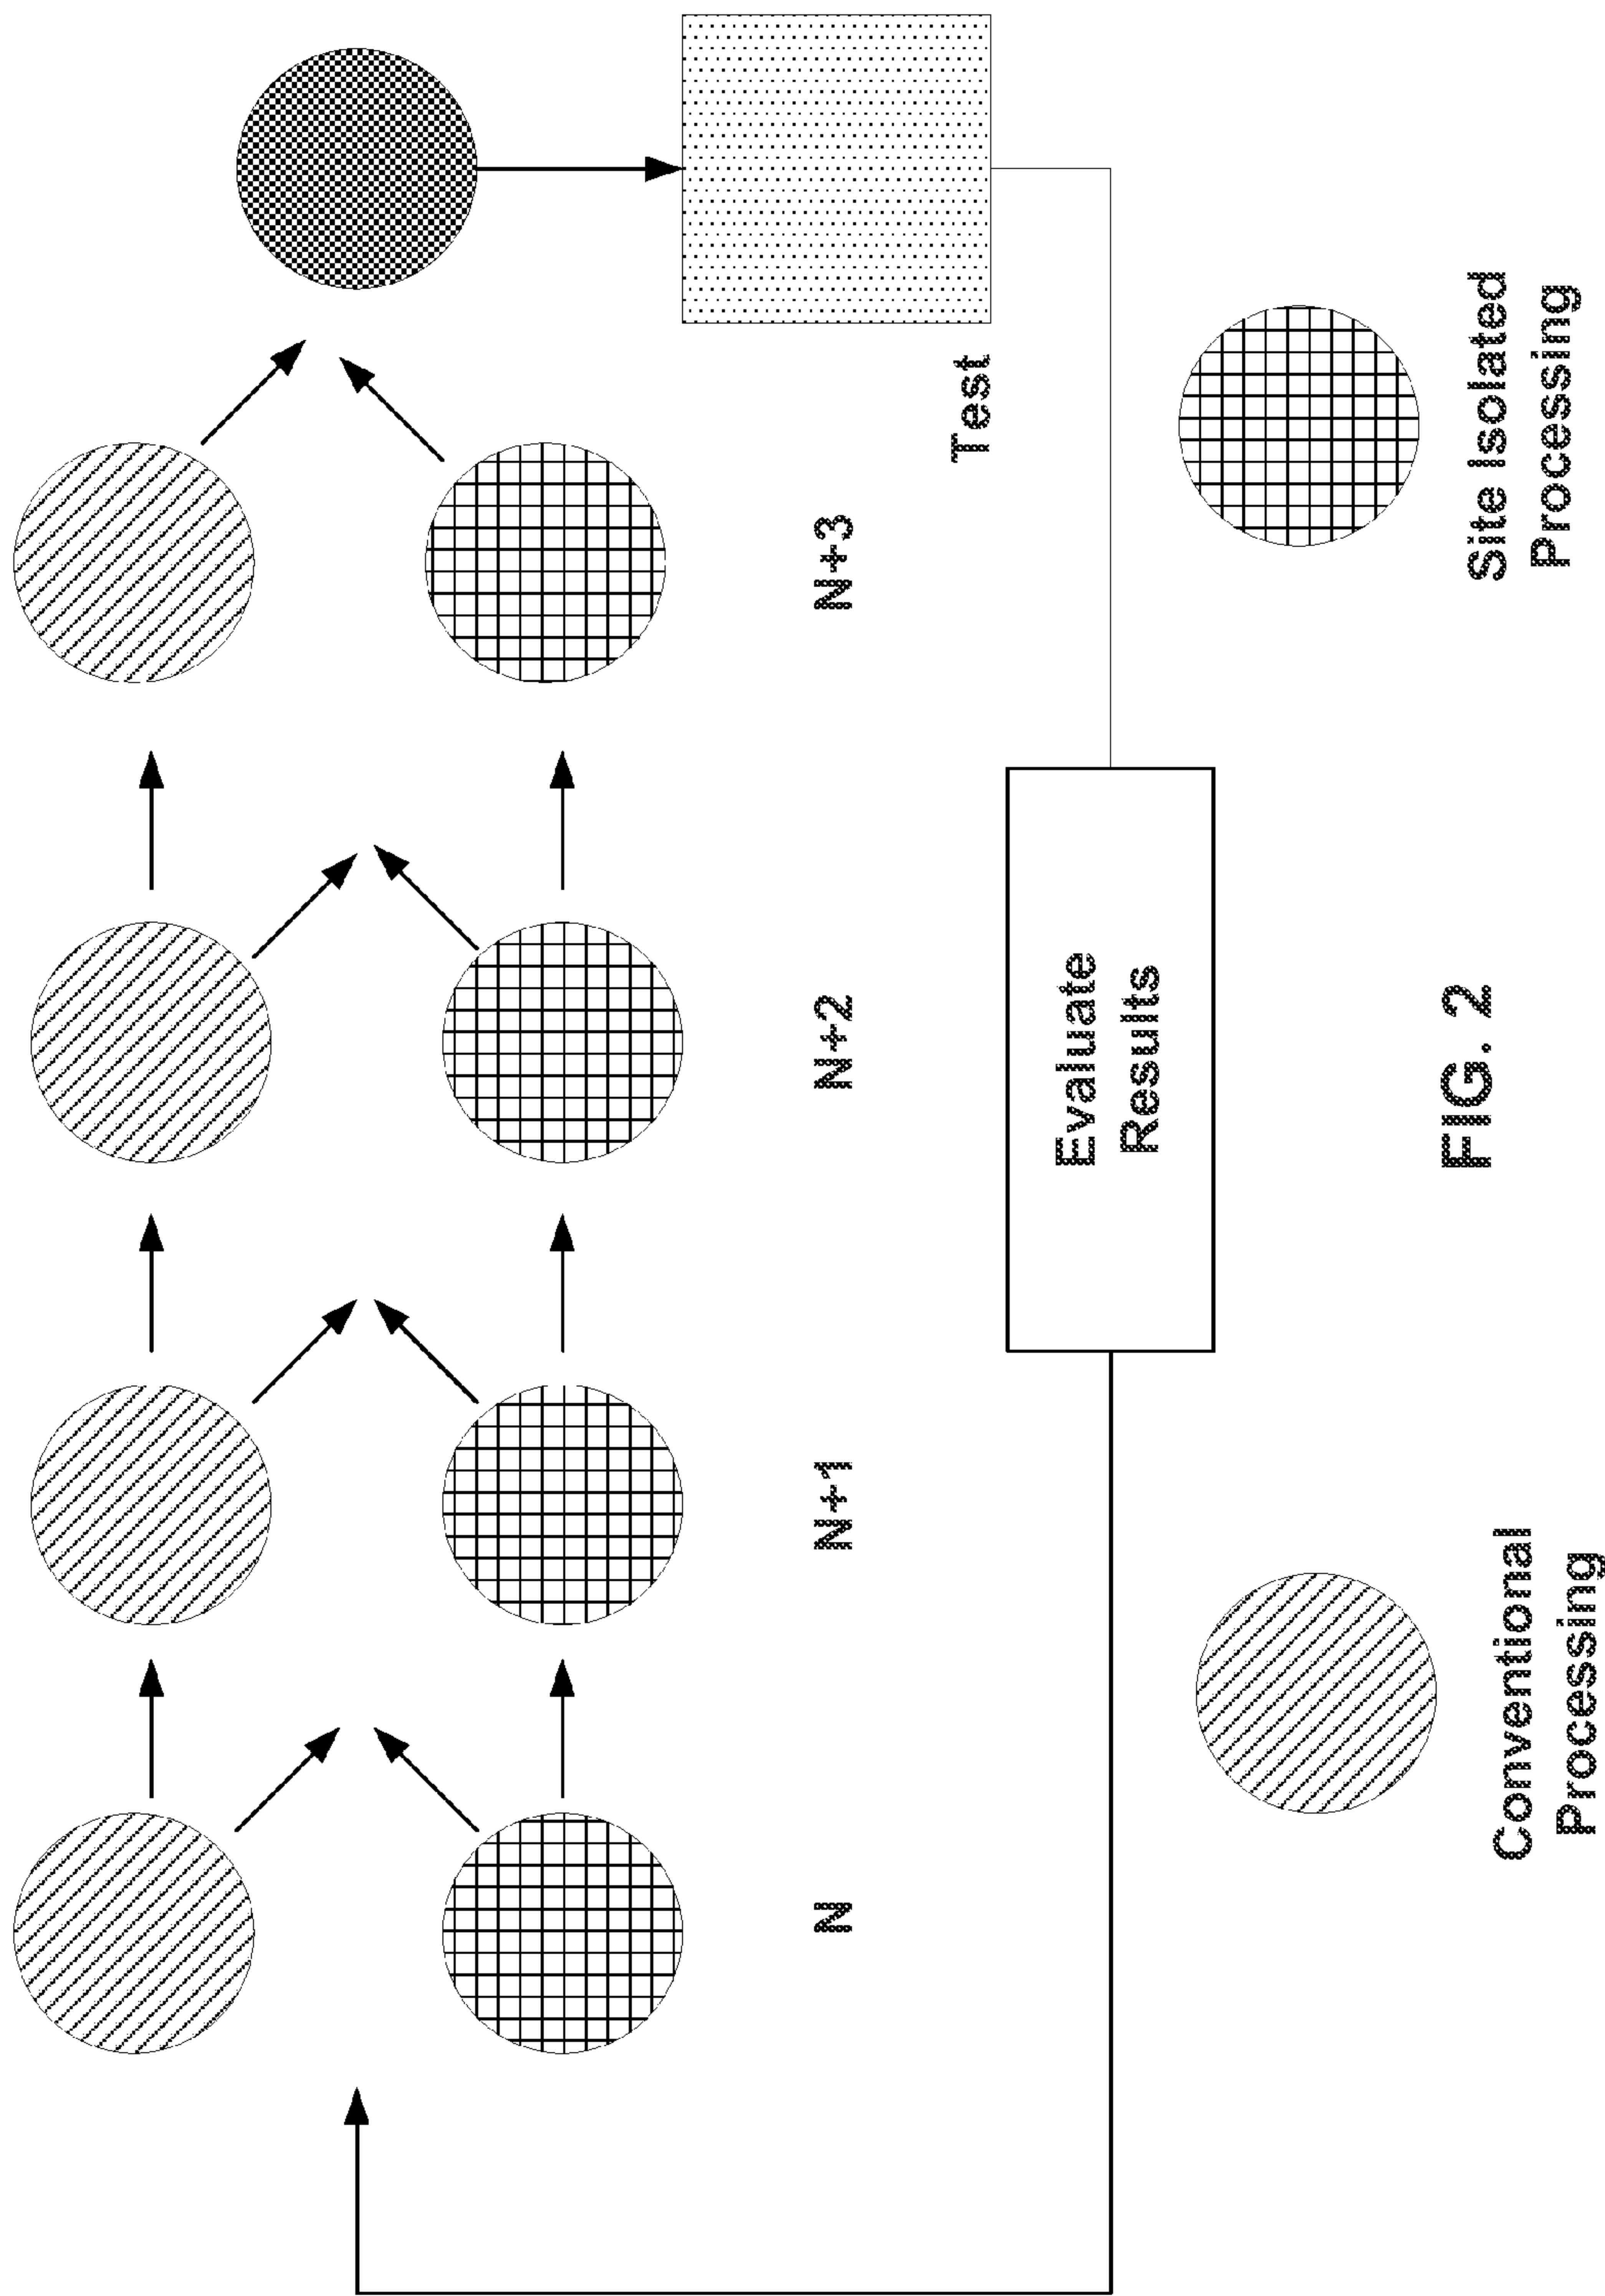 N
N+1
N+2
N+3
Test
Evaluate
Results
Conventional
Processing
Site Isolated
Processing
FIG. 2